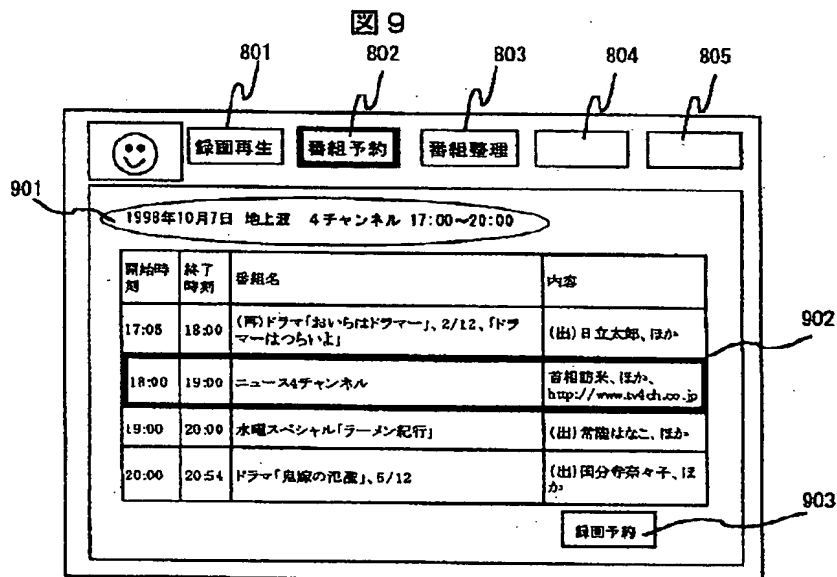 図9
801 802 803 804 805
録画再生 番組予約 番組整理
901
1998年10月7日 地上波 4チャンネル 17:00~20:00
開始時 終了 番組名 内容
刻 時刻
17:05 18:00 (再)ドラマ「おいらはドラマー」、2/12、「ドラ (出)日立太郎、ほか
マーはつらいよ」
902
18:00 19:00 ニュース4チャンネル 首相訪米、ほか、
http://www.tv4ch.co.jp
19:00 20:00 水曜スペシャル「ラーメン紀行」 (出)常陸はなこ、ほか
20:00 20:54 ドラマ「鬼嫁の氾濫」、5/12 (出)国分寺奈々子、ほ
か
録画予約 903